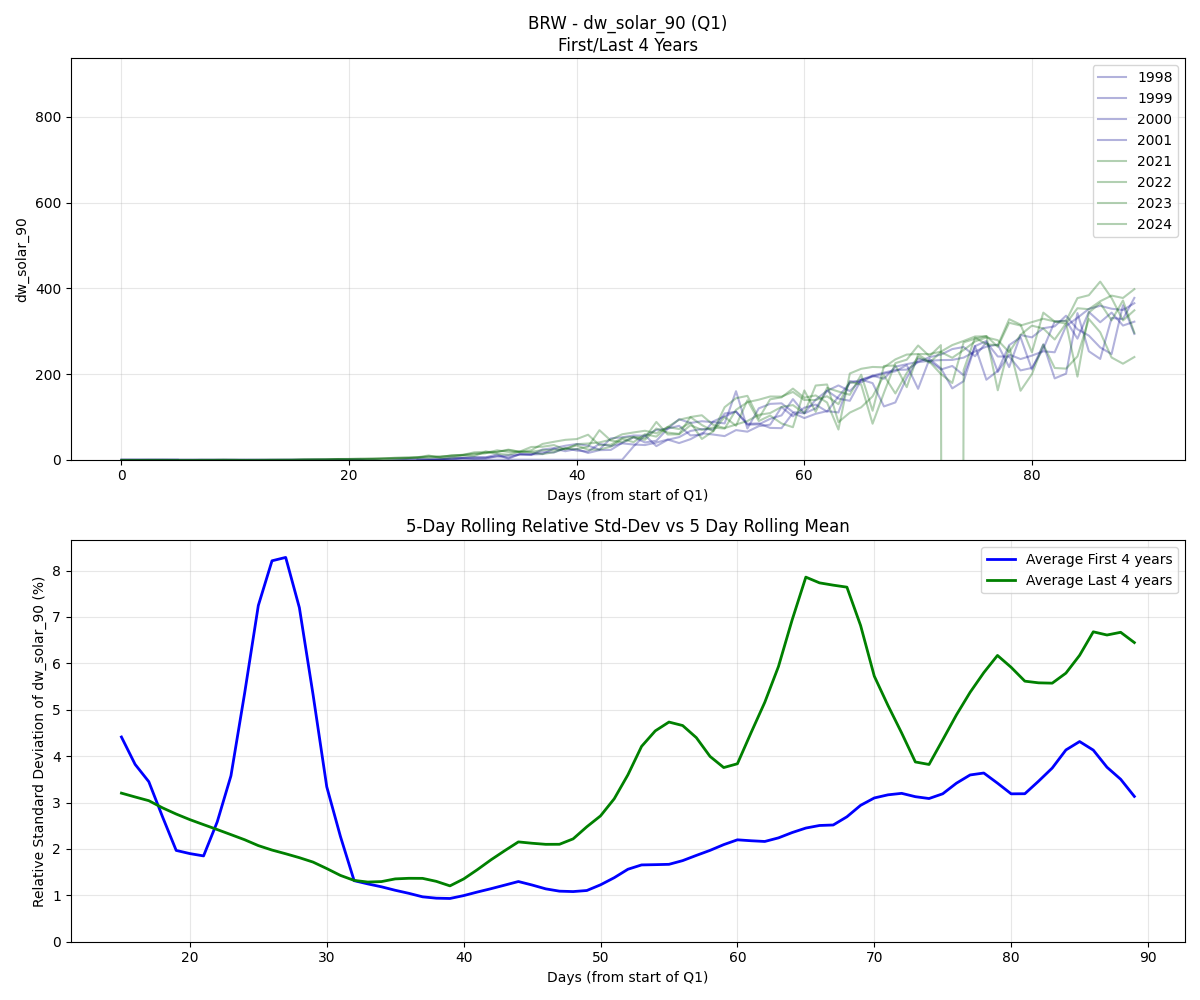 BRW - dw_solar_90 (Q1)
First/Last 4 Years
dw_solar_90
800
600
400
200
0
0 20 40 60 80
Days (from start of Q1)
1998
1999
2000
2001
2021
2022
2023
2024
5-Day Rolling Relative Std-Dev vs 5 Day Rolling Mean
Relative Standard Deviation of dw_solar_90 (%)
8
7
6
5
4
3
2
1
0
20 30 40 50 60 70 80 90
Days (from start of Q1)
Average First 4 years
Average Last 4 years